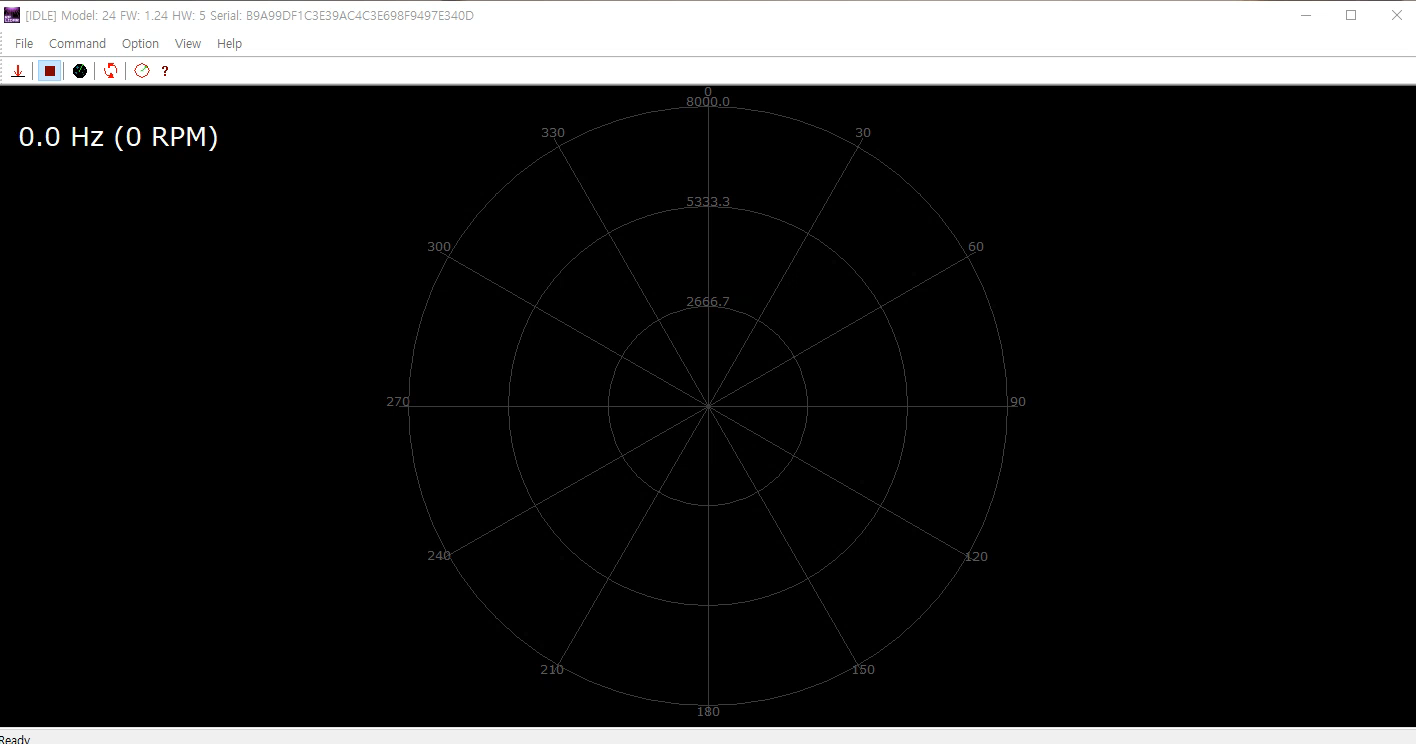 [IDLE] Model: 24 FW: 1.24 HW: 5 Serial: B9A99DF1C3E39AC4C3E698F9497E340D
File Command Option View Help
?
0
8000.0
0.0 Hz (0 RPM)
330 30
5333.3
300 60
2666.7
270 90
240 120
210 150
180
Ready